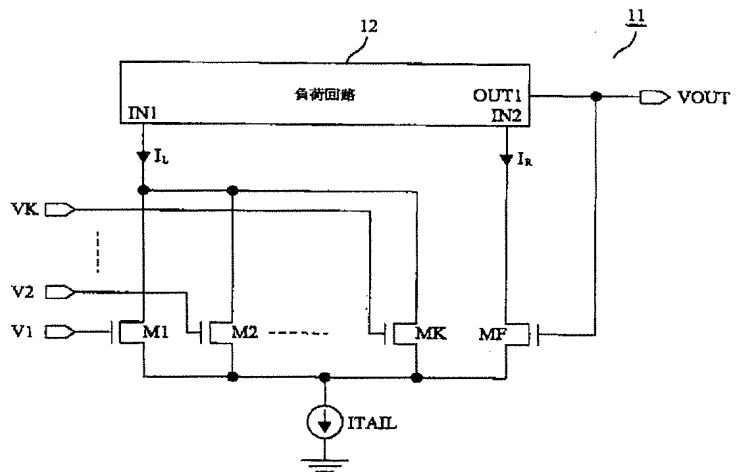 11
12
負荷回路
OUT1
VOUT
IN1
IN2
IL
IR
VK
V2
V1
M1
M2
MK
MF
ITAIL